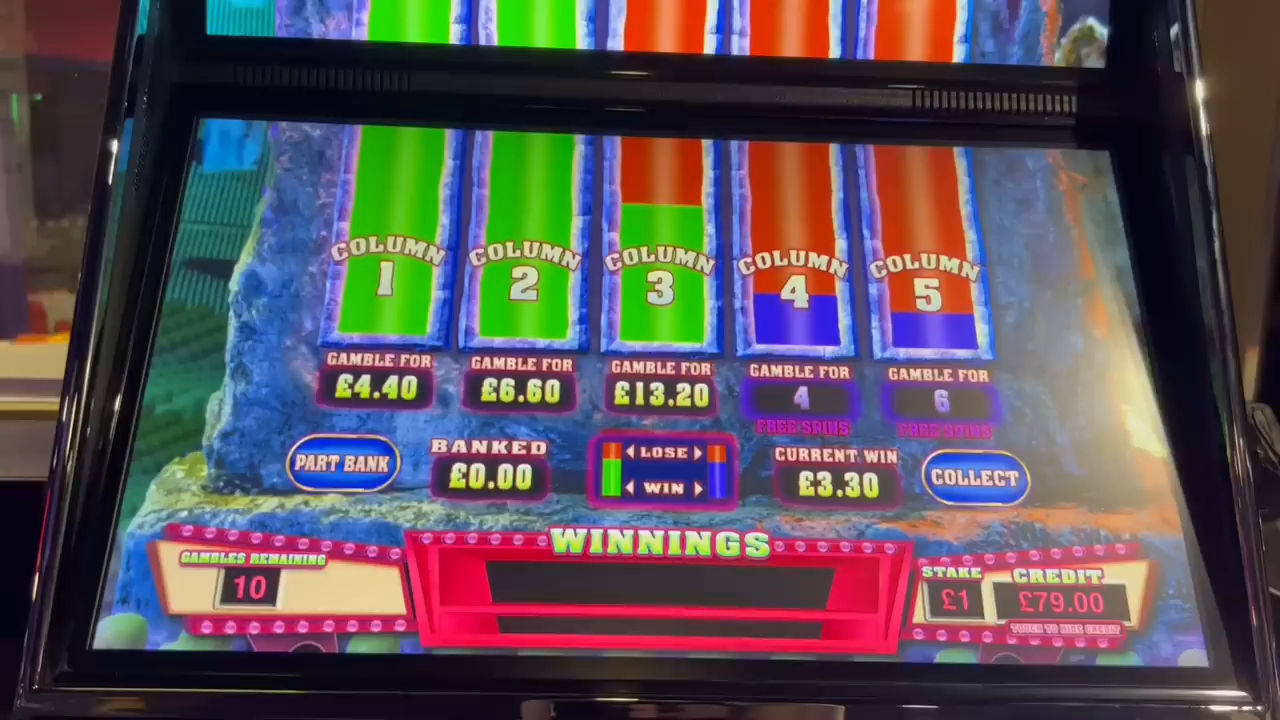 COLUMN 1
COLUMN 2
COLUMN 3
COLUMN 4
COLUMN 5
GAMBLE FOR £4.40
GAMBLE FOR £6.60
GAMBLE FOR £13.20
GAMBLE FOR 4 FREE SPINS
GAMBLE FOR 6 FREE SPINS
PART BANK
BANKED £0.00
LOSE
WIN
CURRENT WIN £3.30
COLLECT
WINNINGS
GAMBLES REMAINING
10
STAKE
£1
CREDIT
£79.00
TOUCH TO HIDE CREDIT